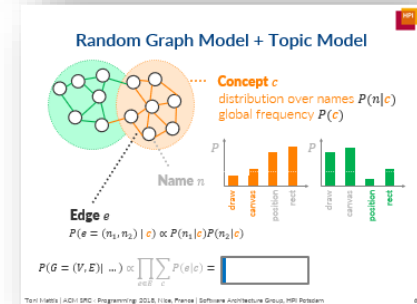 HPI
Random Graph Model + Topic Model
Concept c
distribution over names P(n|c)
global frequency P(c)
P
P
Name n
draw
canvas
position
rect
draw
canvas
position
rect
Edge e
P(e = (n₁, n₂) | c) ∝ P(n₁|c)P(n₂|c)
P(G = (V, E)| ...) ∝ ∏ ∑ P(e|c) =
e∈E c
Toni Mattis | ACM SRC : Programming 2018, Nice, France | Software Architecture Group, HPI Potsdam